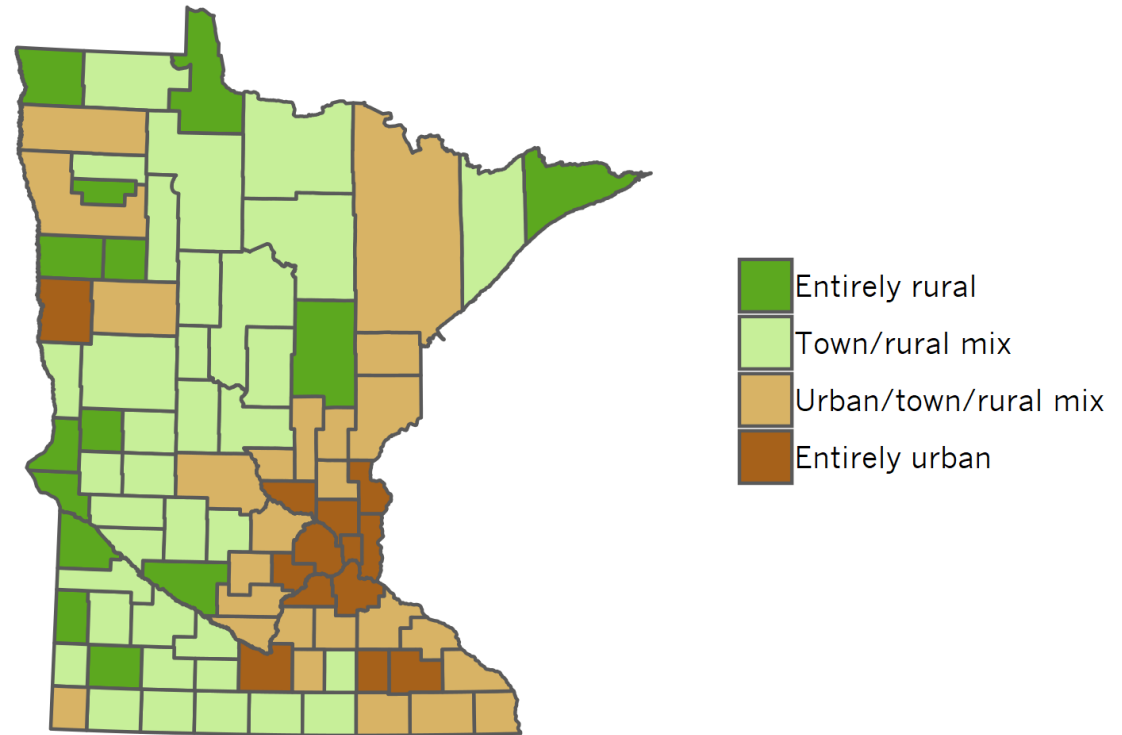 Entirely rural
Town/rural mix
Urban/town/rural mix
Entirely urban